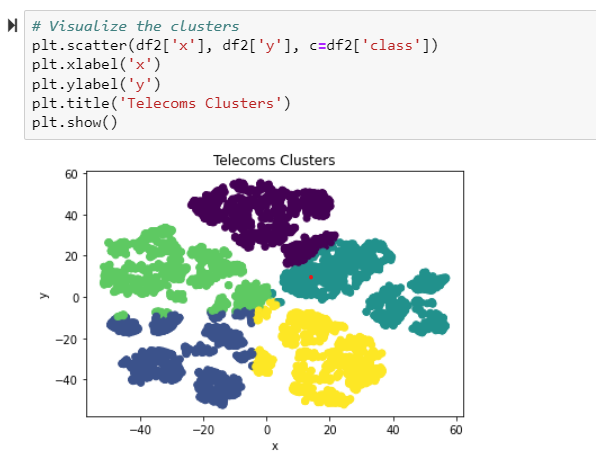 # Visualize the clusters
plt.scatter(df2['x'], df2['y'], c=df2['class'])
plt.xlabel('x')
plt.ylabel('y')
plt.title('Telecoms Clusters')
plt.show()
Telecoms Clusters
60
40
20
0
−20
−40
y
−40 −20 0 20 40 60
x